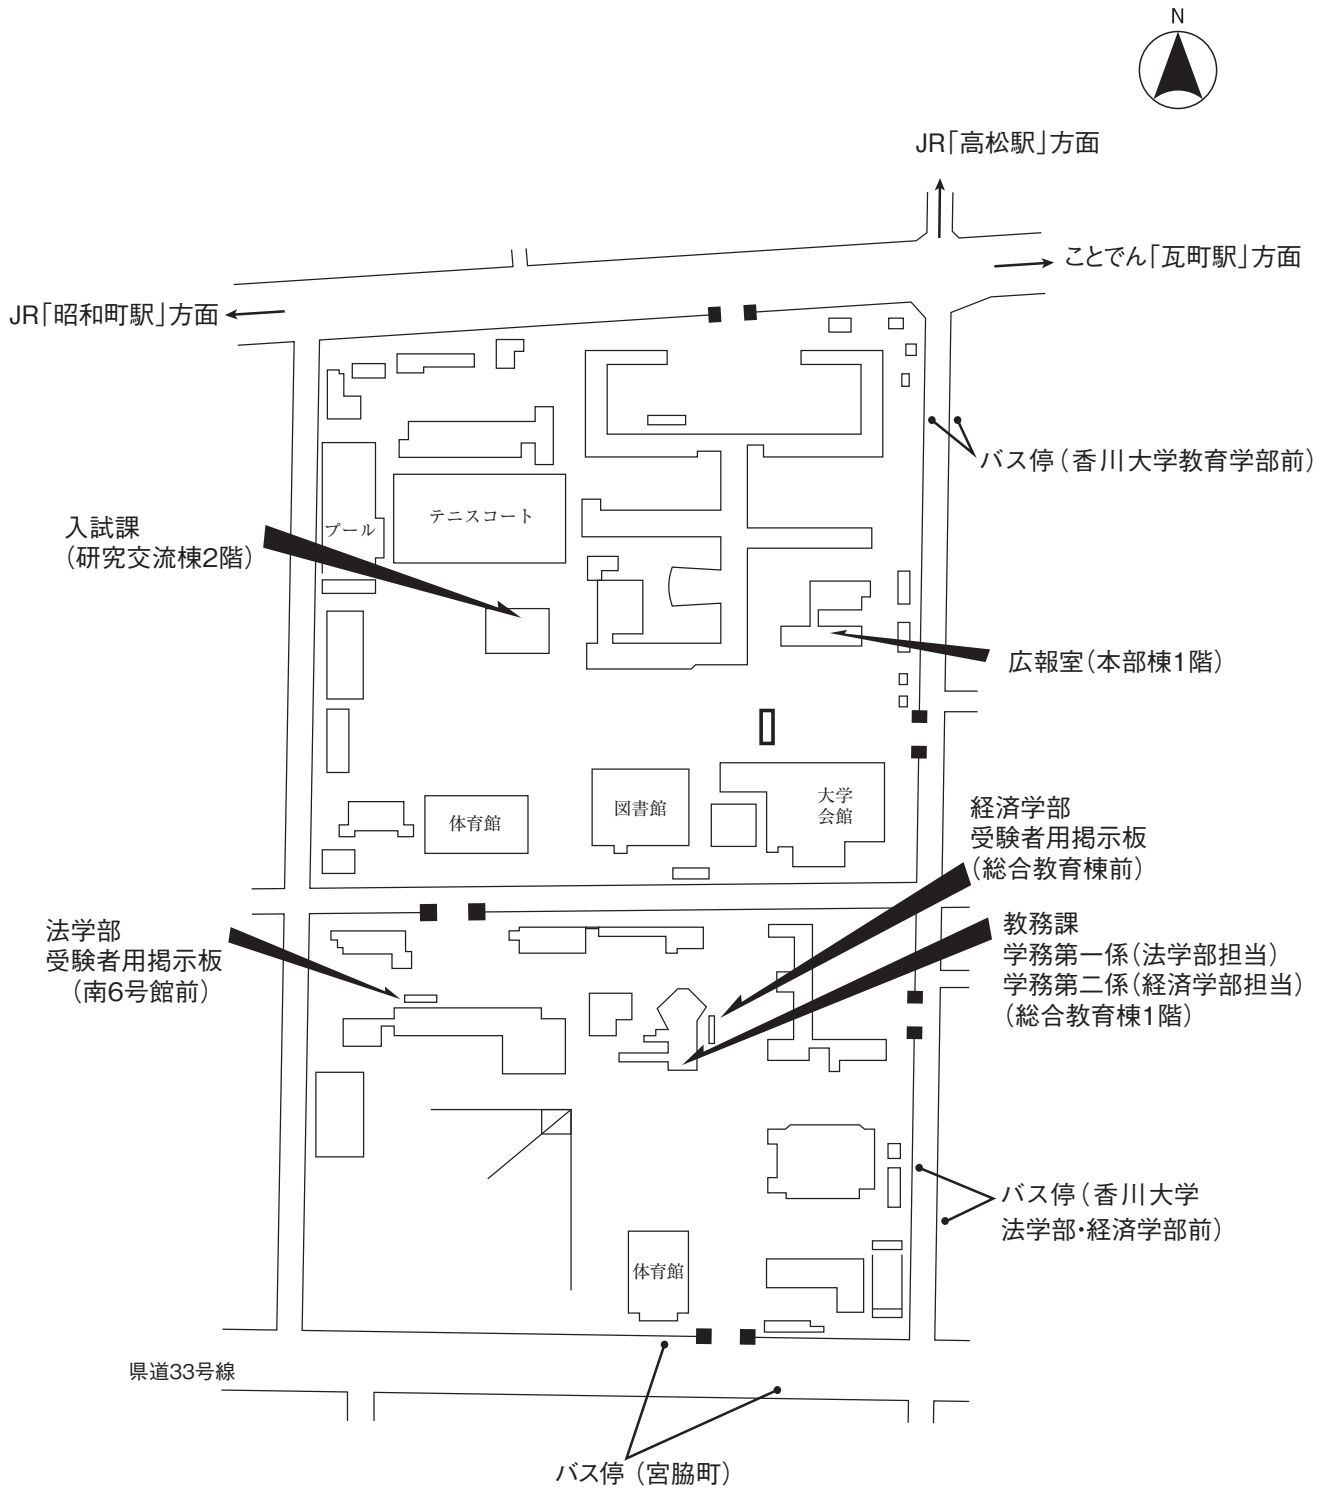 N
JR「高松駅」方面
ことでん「瓦町駅」方面
JR「昭和町駅」方面
バス停（香川大学教育学部前）
テニスコート
プール
入試課
（研究交流棟2階）
広報室（本部棟1階）
大学
会館
図書館
体育館
経済学部
受験者用掲示板
（総合教育棟前）
法学部
受験者用掲示板
（南6号館前）
教務課
学務第一係（法学部担当）
学務第二係（経済学部担当）
（総合教育棟1階）
バス停（香川大学
法学部・経済学部前）
体育館
県道33号線
バス停（宮脇町）